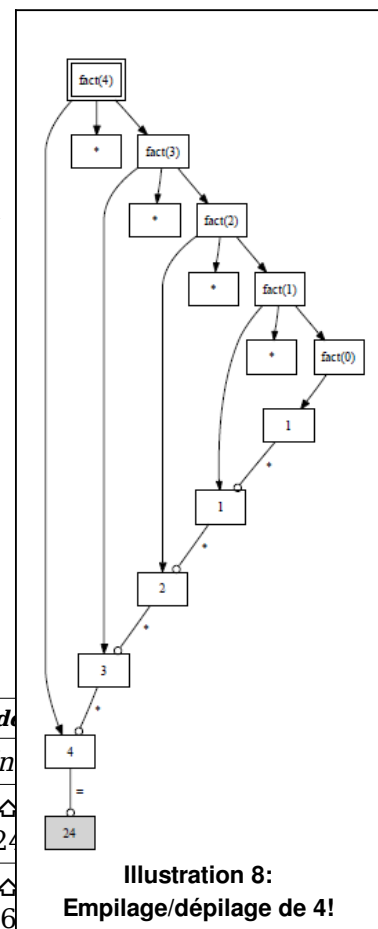 fact(4)
*
fact(3)
*
fact(2)
*
fact(1)
*
fact(0)
1
*
1
*
2
*
3
*
4
=
24
Illustration 8:
Empilage/dépilage de 4!